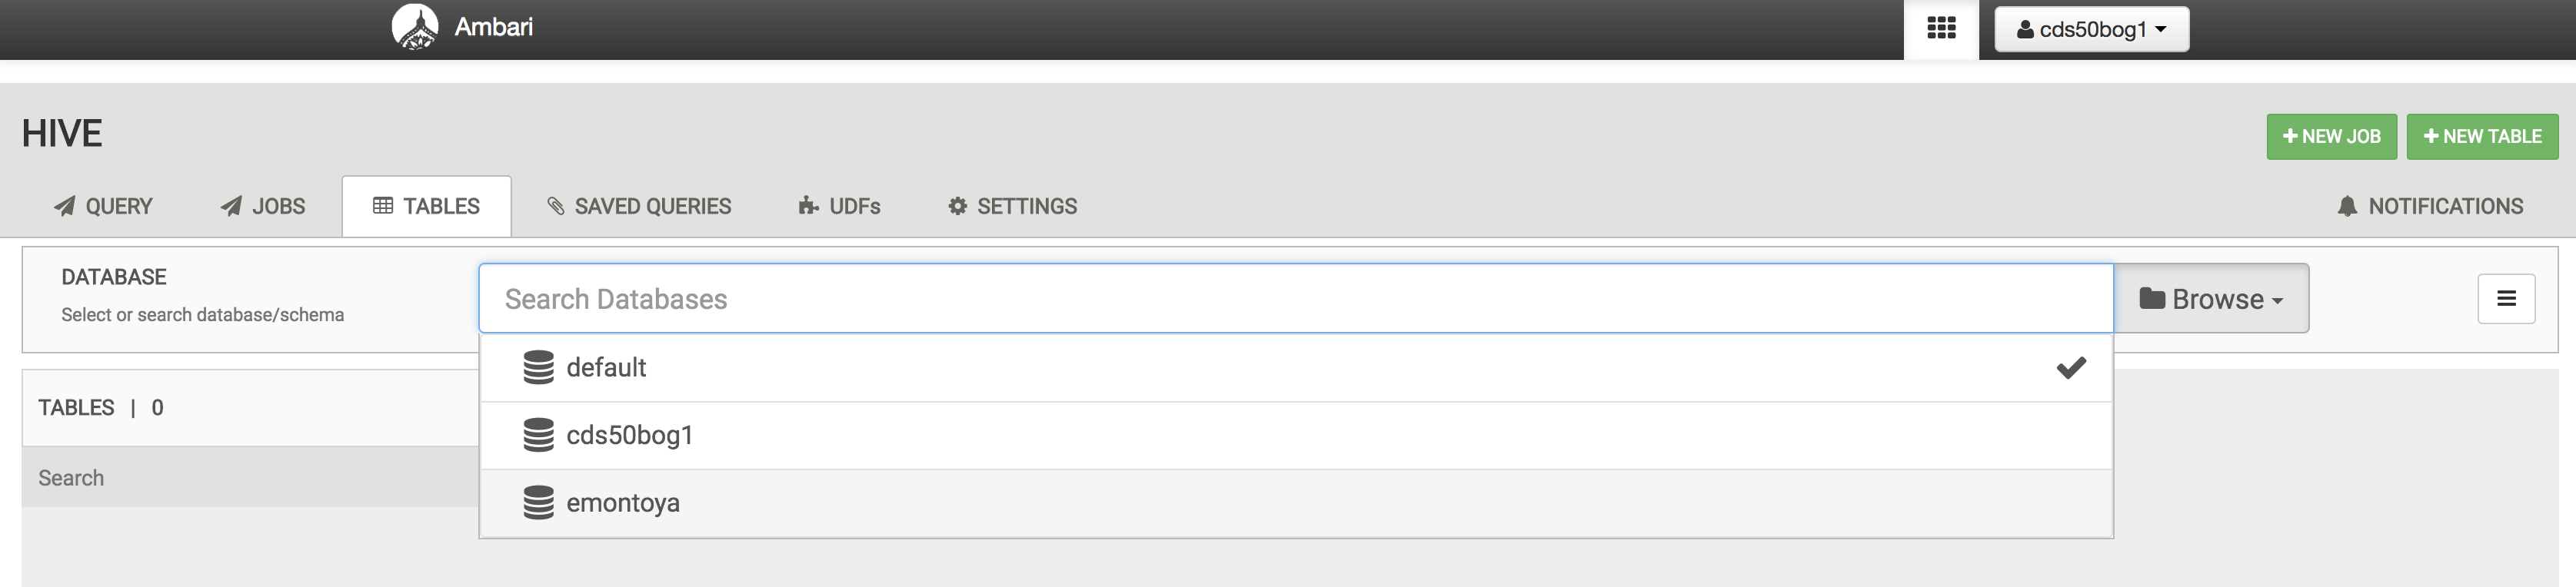 Ambari
cds50bog1
HIVE
NEW JOB
NEW TABLE
QUERY
JOBS
TABLES
SAVED QUERIES
UDFs
SETTINGS
NOTIFICATIONS
DATABASE
Select or search database/schema
Search Databases
Browse
default
cds50bog1
emontoya
TABLES | 0
Search